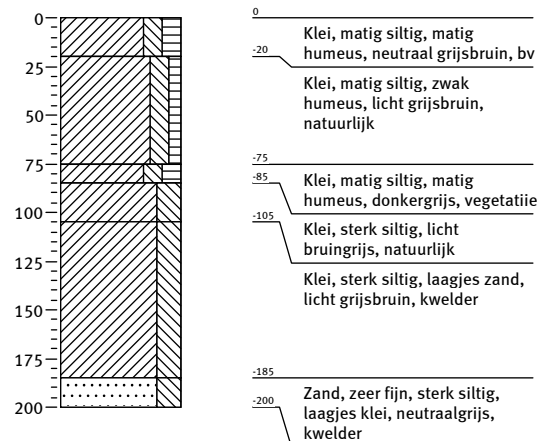 0
25
50
75
100
125
150
175
200
0
Klei, matig siltig, matig
humeus, neutraal grijsbruin, bv
-20
Klei, matig siltig, zwak
humeus, licht grijsbruin,
natuurlijk
-75
Klei, matig siltig, matig
humeus, donkergrijs, vegetatiie
-85
Klei, sterk siltig, licht
bruingrijs, natuurlijk
-105
Klei, sterk siltig, laagjes zand,
licht grijsbruin, kwelder
-185
Zand, zeer fijn, sterk siltig,
laagjes klei, neutraalgrijs,
kwelder
-200